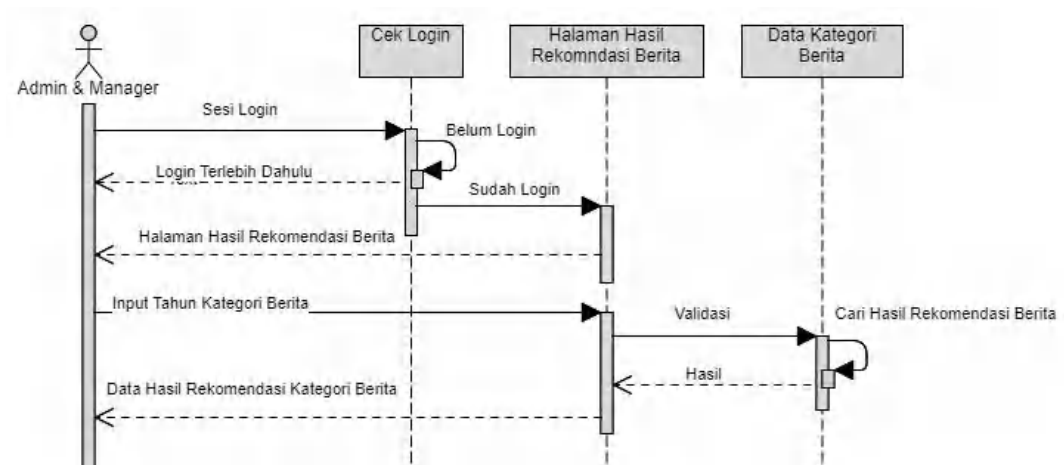 Cek Login
Halaman Hasil
Rekomndasi Berita
Data Kategori
Berita
Admin & Manager
Sesi Login
Belum Login
Login Terlebih Dahulu
Sudah Login
Halaman Hasil Rekomendasi Berita
Input Tahun Kategori Berita
Validasi
Cari Hasil Rekomendasi Berita
Hasil
Data Hasil Rekomendasi Kategori Berita